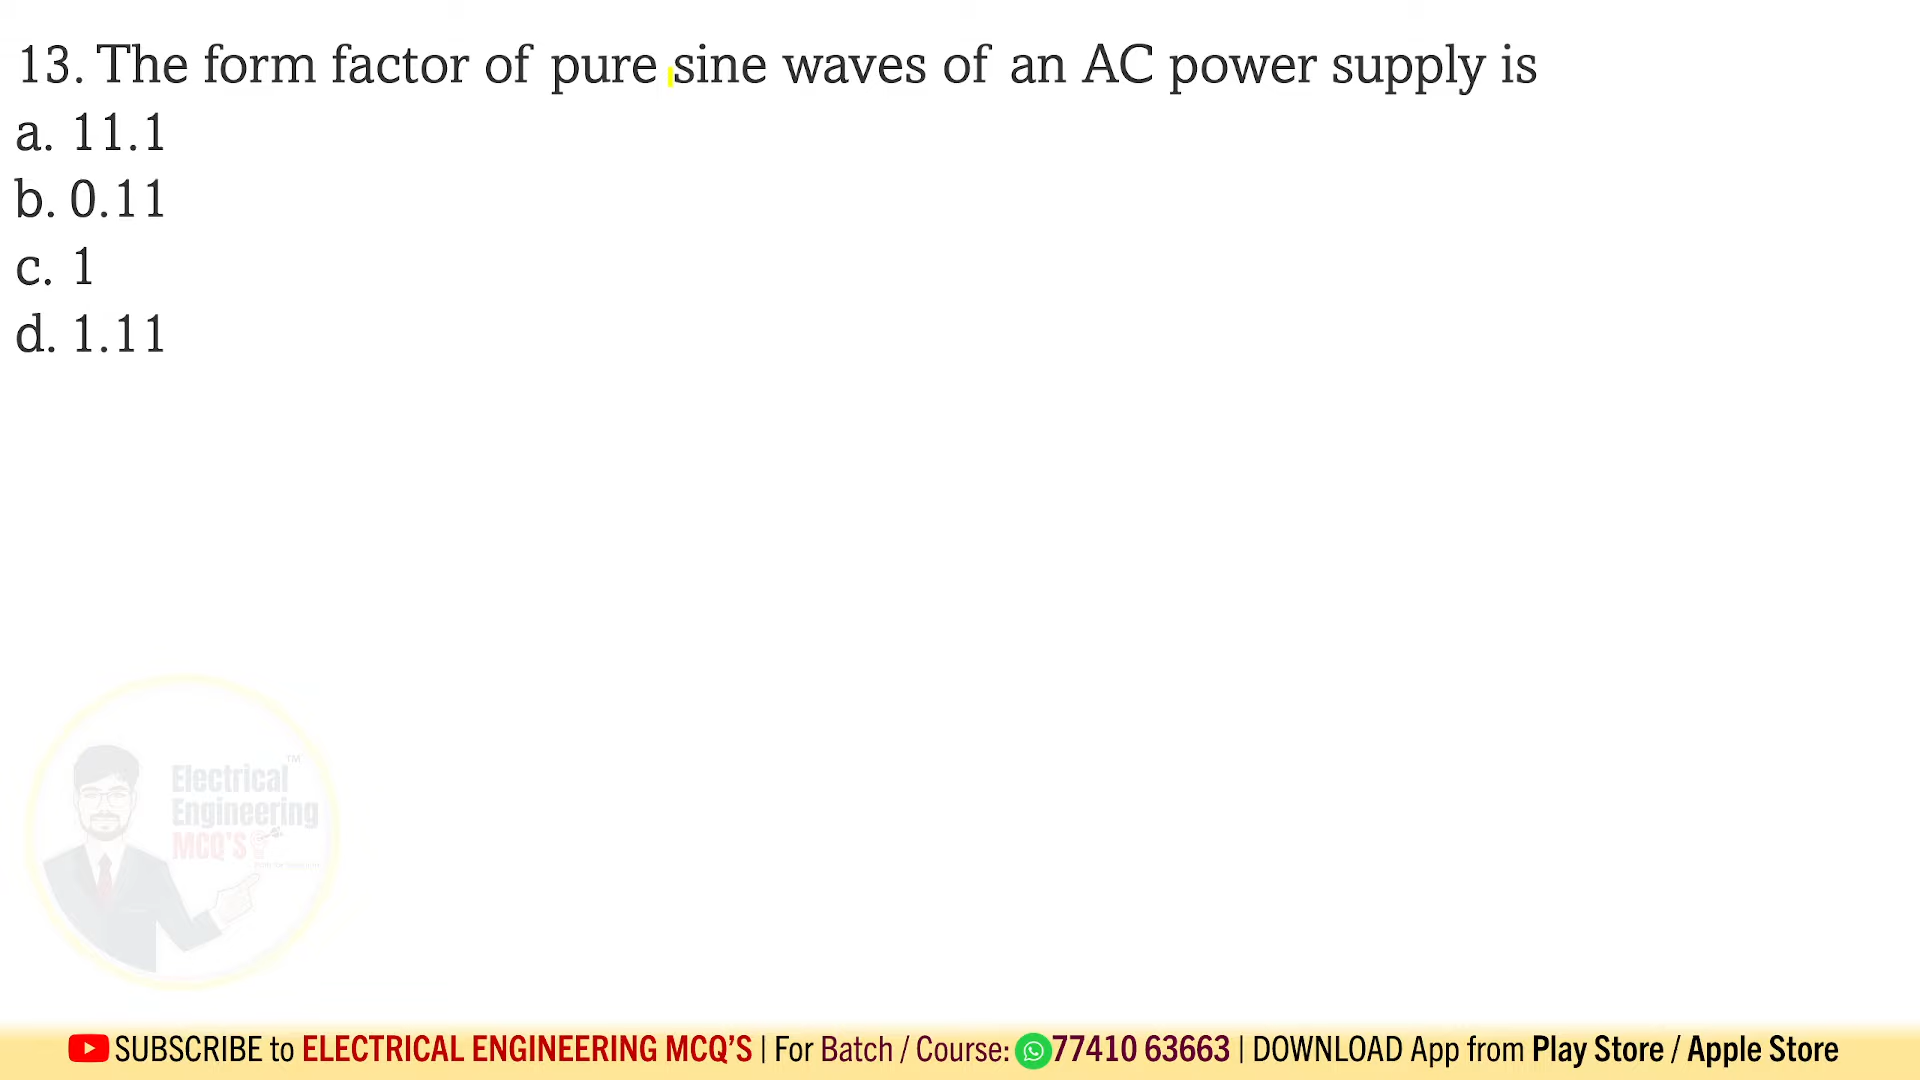 13. The form factor of pure sine waves of an AC power supply is
a. 11.1
b. 0.11
c. 1
d. 1.11
Electrical
TM
Engineering
MCQ'S
SUBSCRIBE to ELECTRICAL ENGINEERING MCQ'S | For Batch / Course: 77410 63663 | DOWNLOAD App from Play Store / Apple Store